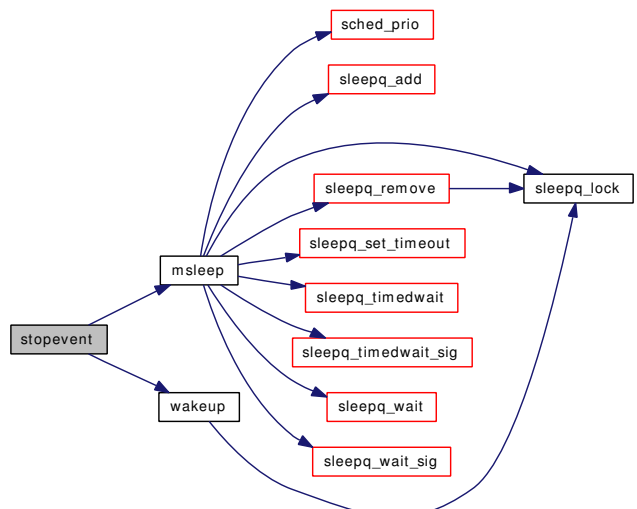 sched_prio
sleepq_add
sleepq_remove
sleepq_lock
sleepq_set_timeout
msleep
sleepq_timedwait
stopevent
sleepq_timedwait_sig
wakeup
sleepq_wait
sleepq_wait_sig